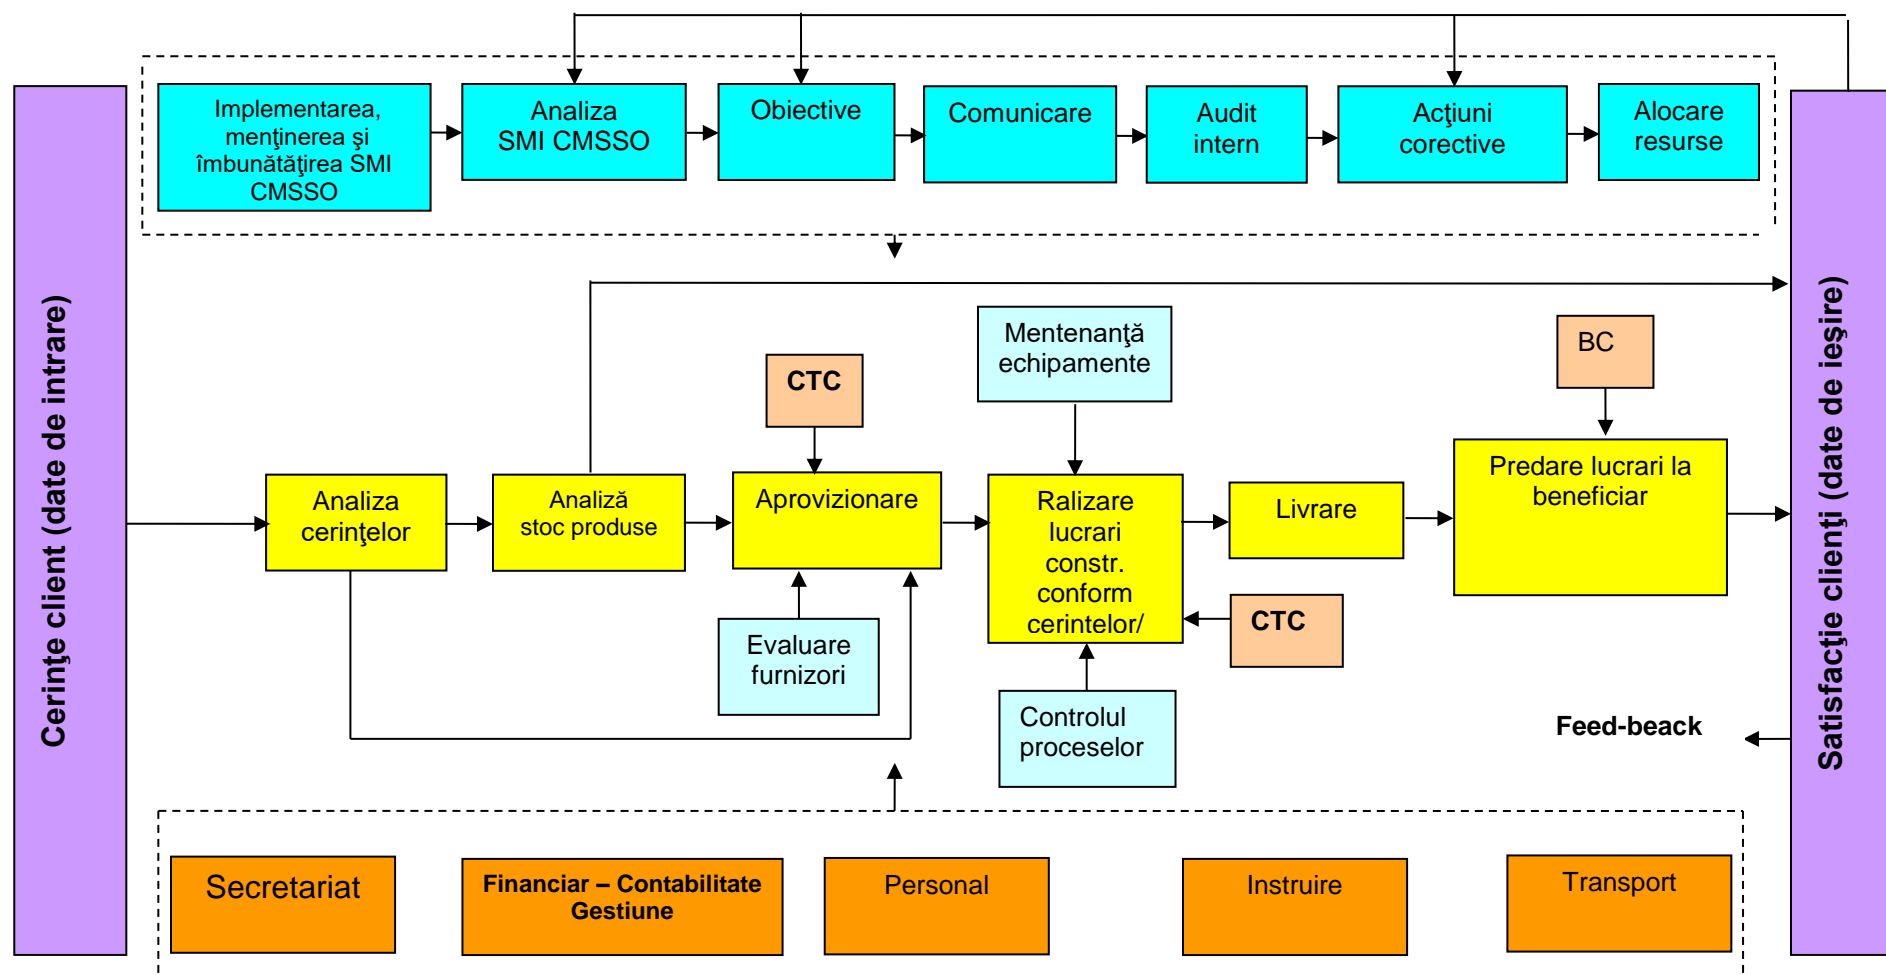 Implementarea,
menţinerea şi
îmbunătăţirea SMI
CMSSO
Analiza
SMI CMSSO
Obiective
Comunicare
Audit
intern
Acţiuni
corective
Alocare
resurse
Cerinţe client (date de intrare)
Satisfacţie clienţi (date de ieşire)
Mentenanţă
echipamente
BC
CTC
Analiza
cerinţelor
Analiză
stoc produse
Aprovizionare
Ralizare
lucrari
constr.
conform
cerintelor/
Livrare
Predare lucrari la
beneficiar
CTC
Evaluare
furnizori
Controlul
proceselor
Feed-beack
Secretariat
Financiar – Contabilitate
Gestiune
Personal
Instruire
Transport